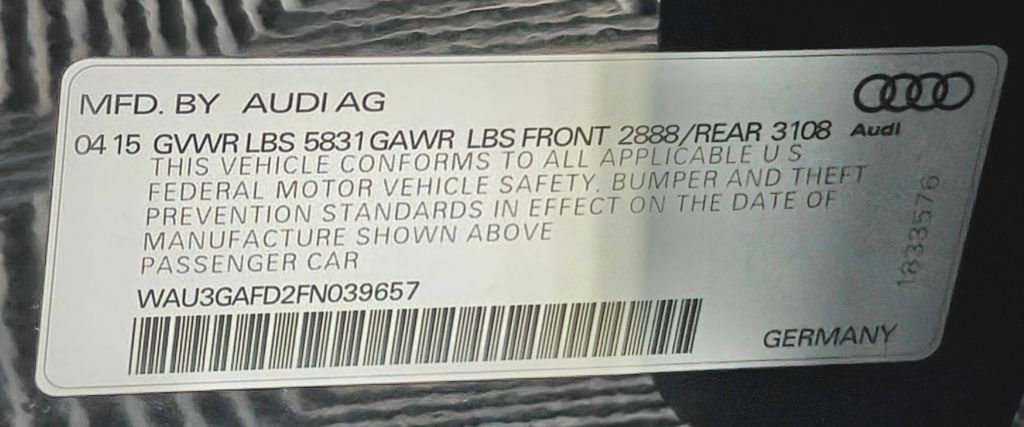 MFD. BY AUDI AG
04 15 GVWR LBS 5831 GAWR LBS FRONT 2888/REAR 3108
Audi
THIS VEHICLE CONFORMS TO ALL APPLICABLE U S
FEDERAL MOTOR VEHICLE SAFETY, BUMPER AND THEFT
PREVENTION STANDARDS IN EFFECT ON THE DATE OF
MANUFACTURE SHOWN ABOVE
PASSENGER CAR
WAU3GAFD2FN039657
GERMANY
1833576